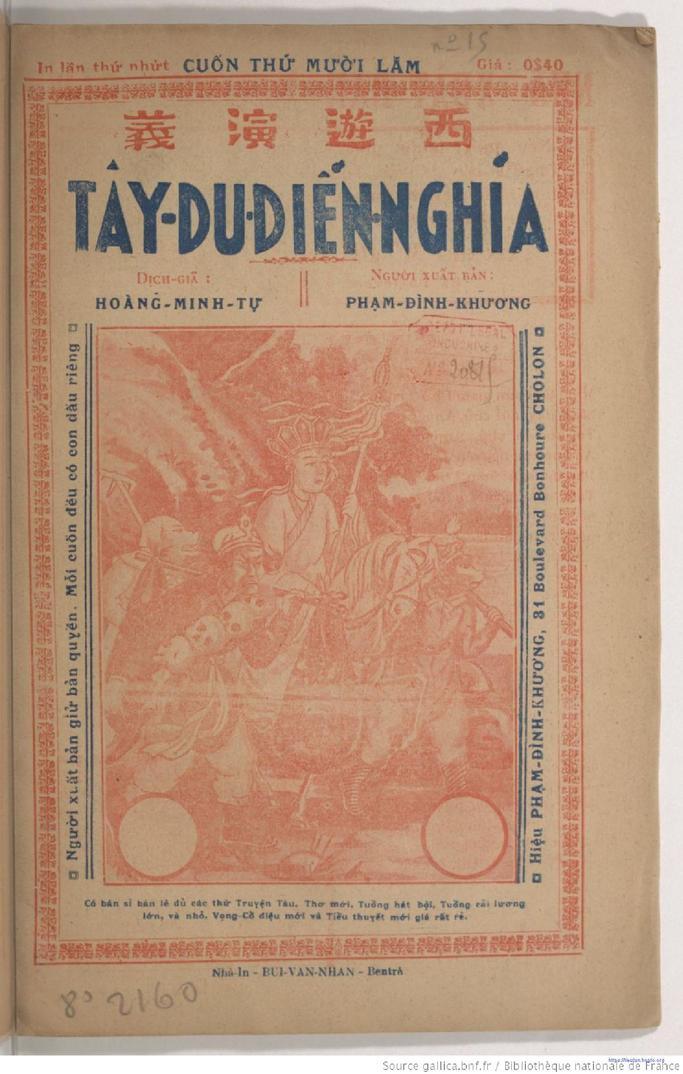 nº 15
In lần thứ nhứt CUỐN THỨ MƯỜI LĂM Giá : 0$40
義演遊西
TÂY-DU-DIỄN-NGHĨA
DỊCH-GIẢ :
HOÀNG-MINH-TỰ
NGƯỜI XUẤT BẢN :
PHẠM-ĐÌNH-KHƯƠNG
Người xuất bản giữ bản quyền. Mỗi cuốn đều có con dấu riêng
Hiệu PHẠM-ĐÌNH-KHƯƠNG, 31 Boulevard Bonhoure CHOLON
Có bán sỉ bán lẻ đủ các thứ Truyện Tàu, Thơ mới, Tuồng hát bội, Tuồng cải lương
lớn, và nhỏ, Vọng-Cổ điệu mới và Tiểu thuyết mới giá rất rẻ.
Nhà-In - BUI-VAN-NHAN - Bentré
8º 2160
Source gallica.bnf.fr / Bibliothèque nationale de France